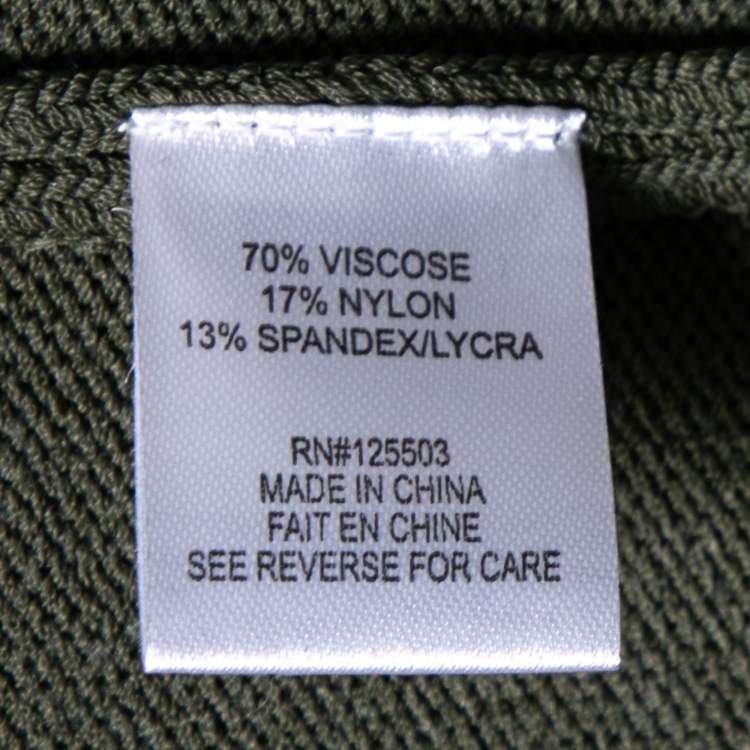 70% VISCOSE
17% NYLON
13% SPANDEX/LYCRA
RN#125503
MADE IN CHINA
FAIT EN CHINE
SEE REVERSE FOR CARE